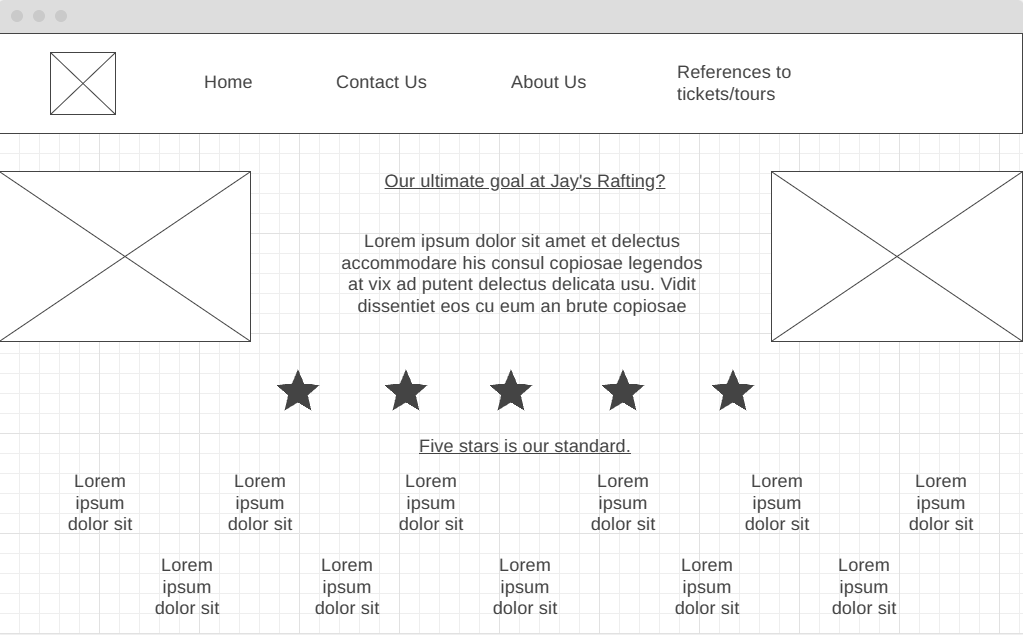 Home
Contact Us
About Us
References to
tickets/tours
Our ultimate goal at Jay's Rafting?
Lorem ipsum dolor sit amet et delectus
accommodare his consul copiosae legendos
at vix ad putent delectus delicata usu. Vidit
dissentiet eos cu eum an brute copiosae
Five stars is our standard.
Lorem
ipsum
dolor sit
Lorem
ipsum
dolor sit
Lorem
ipsum
dolor sit
Lorem
ipsum
dolor sit
Lorem
ipsum
dolor sit
Lorem
ipsum
dolor sit
Lorem
ipsum
dolor sit
Lorem
ipsum
dolor sit
Lorem
ipsum
dolor sit
Lorem
ipsum
dolor sit
Lorem
ipsum
dolor sit